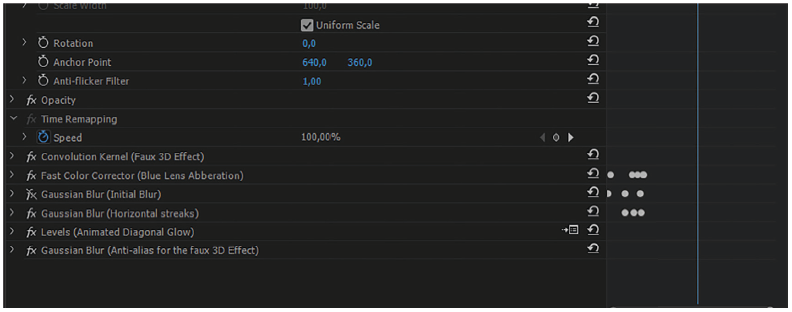 Scale Width 100,0
Uniform Scale
Rotation 0,0
Anchor Point 640,0 360,0
Anti-flicker Filter 1,00
fx Opacity
fx Time Remapping
Speed 100,00%
fx Convolution Kernel (Faux 3D Effect)
fx Fast Color Corrector (Blue Lens Abberation)
fx Gaussian Blur (Initial Blur)
fx Gaussian Blur (Horizontal streaks)
fx Levels (Animated Diagonal Glow)
fx Gaussian Blur (Anti-alias for the faux 3D Effect)